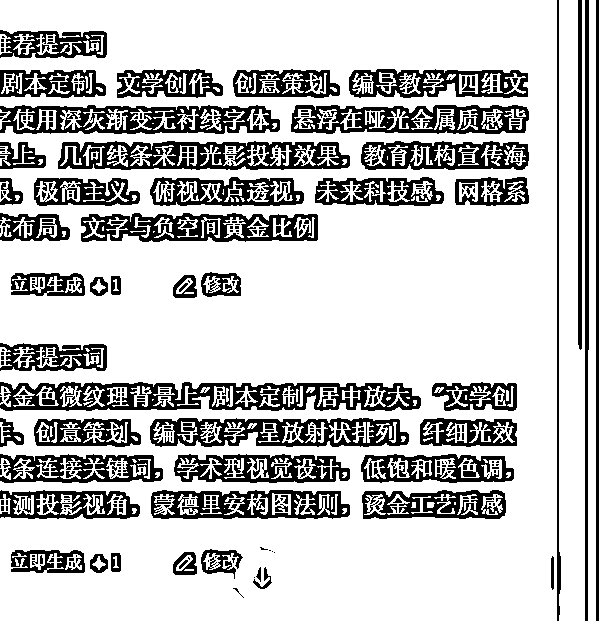 推荐提示词
"剧本定制、文学创作、创意策划、编导教学"四组文
字使用深灰渐变无衬线字体，悬浮在哑光金属质感背
景上，几何线条采用光影投射效果，教育机构宣传海
报，极简主义，俯视双点透视，未来科技感，网格系
统布局，文字与负空间黄金比例
立即生成 1 修改
推荐提示词
浅金色微纹理背景上"剧本定制"居中放大，"文学创
作、创意策划、编导教学"呈放射状排列，纤细光效
线条连接关键词，学术型视觉设计，低饱和暖色调，
轴测投影视角，蒙德里安构图法则，烫金工艺质感
立即生成 1 修改